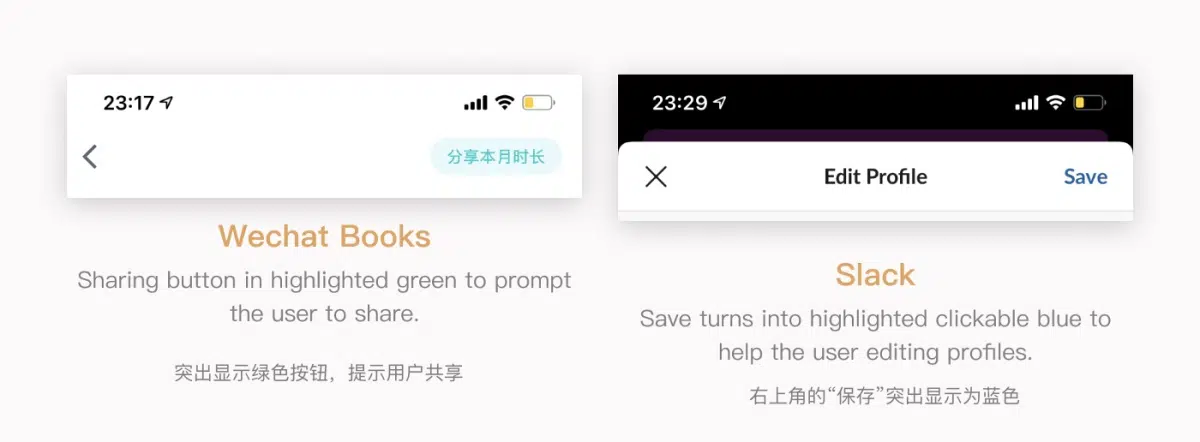 23:17
分享本月时长
Wechat Books
Sharing button in highlighted green to prompt
the user to share.
突出显示绿色按钮，提示用户共享
23:29
Edit Profile
Save
Slack
Save turns into highlighted clickable blue to
help the user editing profiles.
右上角的“保存”突出显示为蓝色